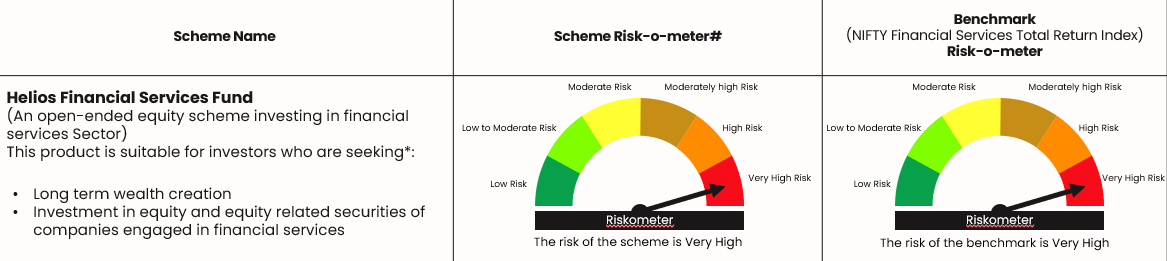 Scheme Name
Scheme Risk-o-meter#
Benchmark
(NIFTY Financial Services Total Return Index)
Risk-o-meter
Helios Financial Services Fund
(An open-ended equity scheme investing in financial
services Sector)
This product is suitable for investors who are seeking*:
• Long term wealth creation
• Investment in equity and equity related securities of
companies engaged in financial services
Moderate Risk
Moderately high Risk
Low to Moderate Risk
High Risk
Low Risk
Very High Risk
Riskometer
The risk of the scheme is Very High
Moderate Risk
Moderately high Risk
Low to Moderate Risk
High Risk
Low Risk
Very High Risk
Riskometer
The risk of the benchmark is Very High